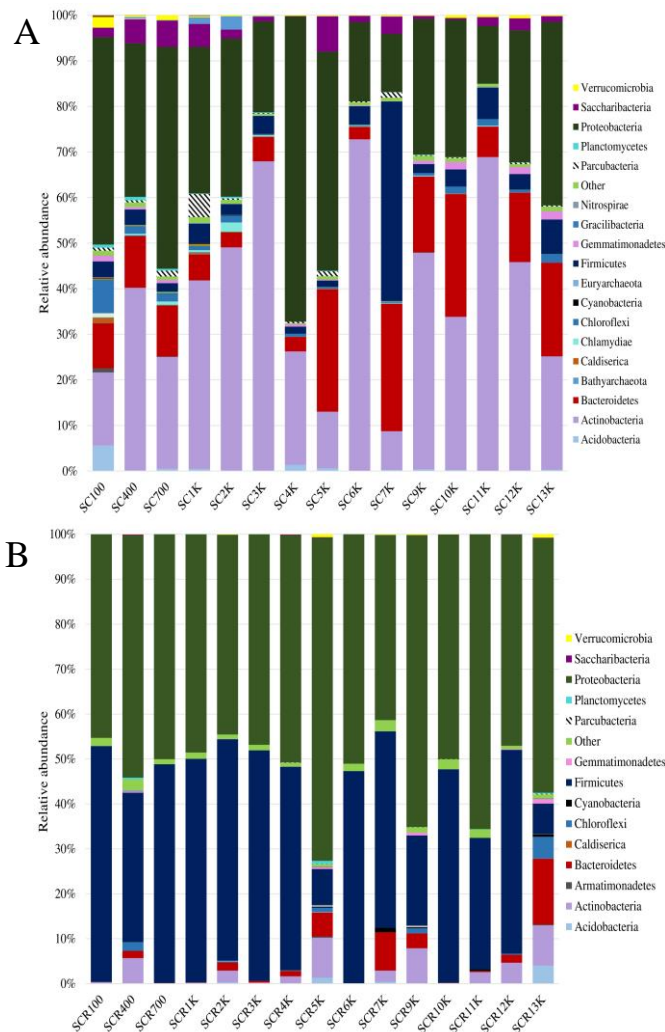 A
100%
90%
80%
70%
60%
50%
40%
30%
20%
10%
0%
Relative abundance
SC100
SC400
SC700
SC1K
SC2K
SC3K
SC4K
SC5K
SC6K
SC7K
SC9K
SC10K
SC11K
SC12K
SC13K
Verrucomicrobia
Saccharibacteria
Proteobacteria
Planctomycetes
Parcubacteria
Other
Nitrospirae
Gracilibacteria
Gemmatimonadetes
Firmicutes
Euryarchaeota
Cyanobacteria
Chloroflexi
Chlamydiae
Caldiserica
Bathyarchaeota
Bacteroidetes
Actinobacteria
Acidobacteria
B
100%
90%
80%
70%
60%
50%
40%
30%
20%
10%
0%
Relative abundance
SCR100
SCR400
SCR700
SCR1K
SCR2K
SCR3K
SCR4K
SCR5K
SCR6K
SCR7K
SCR9K
SCR10K
SCR11K
SCR12K
SCR13K
Verrucomicrobia
Saccharibacteria
Proteobacteria
Planctomycetes
Parcubacteria
Other
Gemmatimonadetes
Firmicutes
Cyanobacteria
Chloroflexi
Caldiserica
Bacteroidetes
Armatimonadetes
Actinobacteria
Acidobacteria